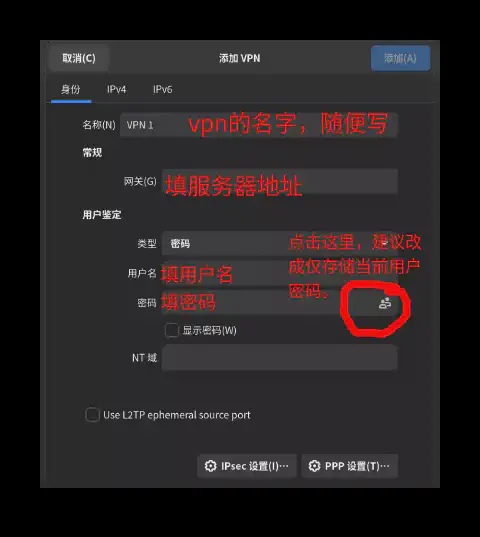 取消(C) 添加 VPN 添加(A)
身份 IPv4 IPv6
名称(N) VPN 1 vpn的名字，随便写
常规
网关(G) 填服务器地址
用户鉴定
类型 密码
点击这里，建议改
成仅存储当前用户
密码。
用户名 填用户名
密码 填密码
显示密码(W)
NT 域
Use L2TP ephemeral source port
IPsec 设置(I)… PPP 设置(T)…